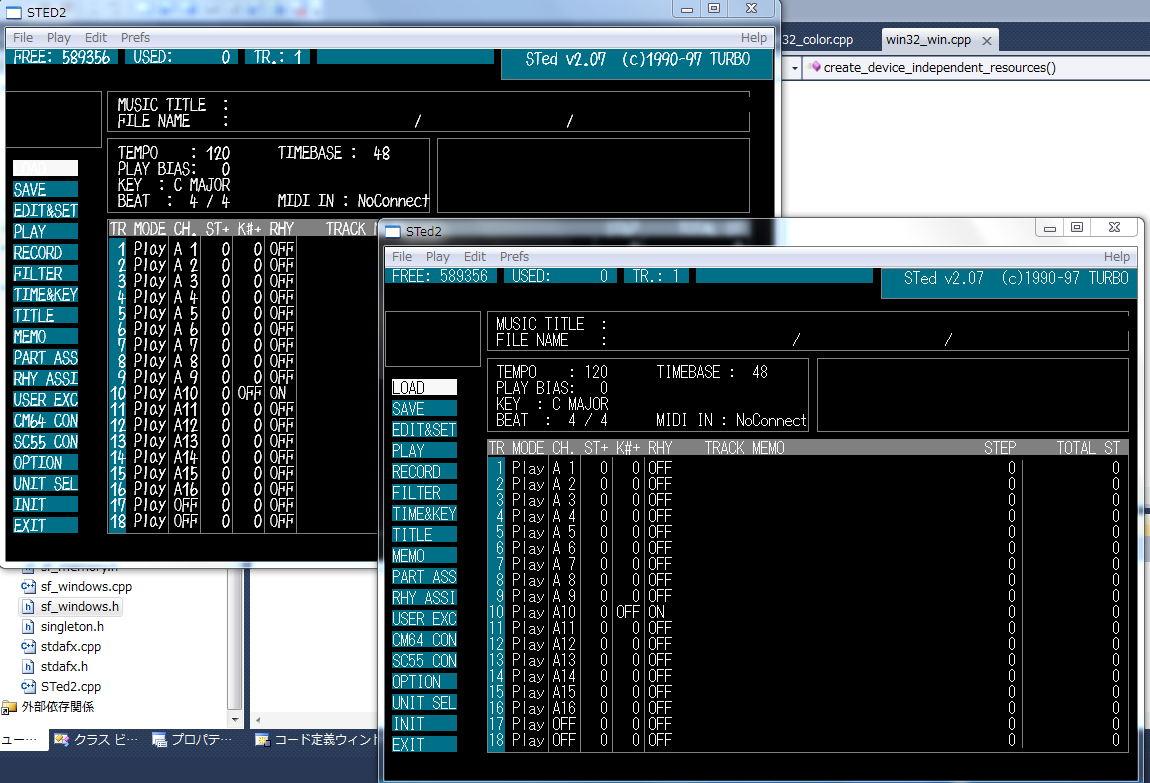 STED2
File Play Edit Prefs Help
FREE: 589356 USED: 0 TR.: 1
STed v2.07 (c)1990-97 TURBO
MUSIC TITLE :
FILE NAME : / /
TEMPO : 120 TIMEBASE : 48
PLAY BIAS: 0
KEY : C MAJOR
BEAT : 4 / 4 MIDI IN : NoConnect
SAVE
EDIT&SET
PLAY
RECORD
FILTER
TIME&KEY
TITLE
MEMO
PART ASS
RHY ASSI
USER EXC
CM64 CON
SC55 CON
OPTION
UNIT SEL
INIT
EXIT
TR MODE CH. ST+ K#+ RHY TRACK
1 Play A 1 0 0 OFF
2 Play A 2 0 0 OFF
3 Play A 3 0 0 OFF
4 Play A 4 0 0 OFF
5 Play A 5 0 0 OFF
6 Play A 6 0 0 OFF
7 Play A 7 0 0 OFF
8 Play A 8 0 0 OFF
9 Play A 9 0 0 OFF
10 Play A10 0 OFF ON
11 Play A11 0 0 OFF
12 Play A12 0 0 OFF
13 Play A13 0 0 OFF
14 Play A14 0 0 OFF
15 Play A15 0 0 OFF
16 Play A16 0 0 OFF
17 Play OFF 0 0 OFF
18 Play OFF 0 0 OFF
32_color.cpp win32_win.cpp
create_device_independent_resources()
STed2
File Play Edit Prefs Help
FREE: 589356 USED: 0 TR.: 1
STed v2.07 (c)1990-97 TURBO
MUSIC TITLE :
FILE NAME : / /
TEMPO : 120 TIMEBASE : 48
PLAY BIAS: 0
KEY : C MAJOR
BEAT : 4 / 4 MIDI IN : NoConnect
LOAD
SAVE
EDIT&SET
PLAY
RECORD
FILTER
TIME&KEY
TITLE
MEMO
PART ASS
RHY ASSI
USER EXC
CM64 CON
SC55 CON
OPTION
UNIT SEL
INIT
EXIT
TR MODE CH. ST+ K#+ RHY TRACK MEMO STEP TOTAL ST
1 Play A 1 0 0 OFF 0 0
2 Play A 2 0 0 OFF 0 0
3 Play A 3 0 0 OFF 0 0
4 Play A 4 0 0 OFF 0 0
5 Play A 5 0 0 OFF 0 0
6 Play A 6 0 0 OFF 0 0
7 Play A 7 0 0 OFF 0 0
8 Play A 8 0 0 OFF 0 0
9 Play A 9 0 0 OFF 0 0
10 Play A10 0 OFF ON 0 0
11 Play A11 0 0 OFF 0 0
12 Play A12 0 0 OFF 0 0
13 Play A13 0 0 OFF 0 0
14 Play A14 0 0 OFF 0 0
15 Play A15 0 0 OFF 0 0
16 Play A16 0 0 OFF 0 0
17 Play OFF 0 0 OFF 0 0
18 Play OFF 0 0 OFF 0 0
sf_windows.cpp
sf_windows.h
singleton.h
stdafx.cpp
stdafx.h
STed2.cpp
外部依存関係
ュー… クラス ビ… プロパテ… コード定義ウィント